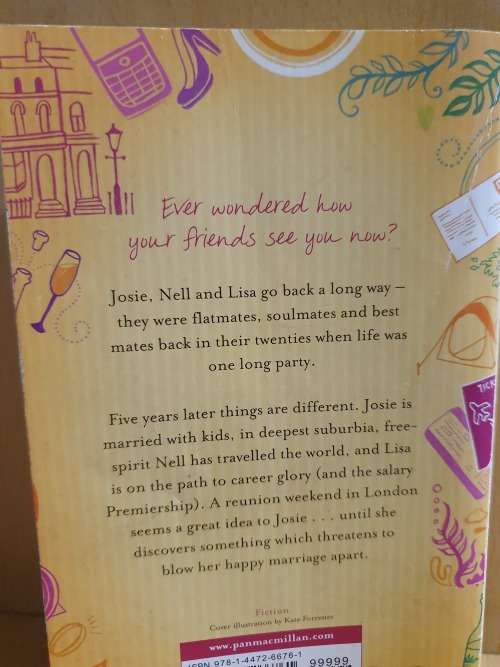 Ever wondered how
your friends see you now?
Josie, Nell and Lisa go back a long way –
they were flatmates, soulmates and best
mates back in their twenties when life was
one long party.
Five years later things are different. Josie is
married with kids, in deepest suburbia, free-
spirit Nell has travelled the world, and Lisa
is on the path to career glory (and the salary
Premiership). A reunion weekend in London
seems a great idea to Josie . . . until she
discovers something which threatens to
blow her happy marriage apart.
Fiction
Cover illustration by Kate Forrester
www.panmacmillan.com
ISBN 978-1-4472-6676-1
99999
TICK